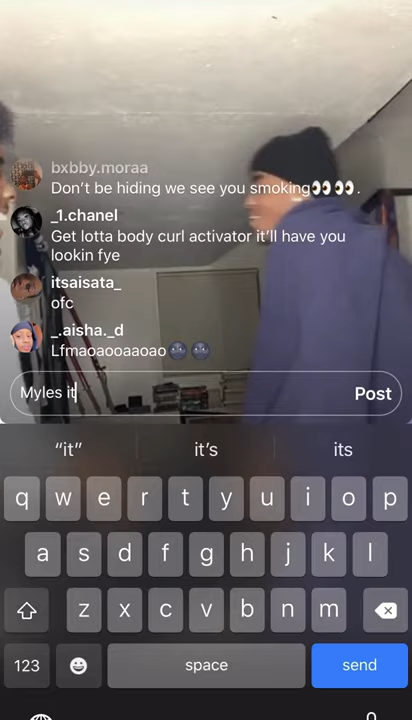 bxbby.moraa
Don't be hiding we see you smoking👀👀.
_1.chanel
Get lotta body curl activator it'll have you
lookin fye
itsaisata_
ofc
_.aisha._d
Lfmaoaooaaoao🌚🌚
Myles it
Post
"it"
it's
its
q w e r t y u i o p
a s d f g h j k l
z x c v b n m
123
space
send